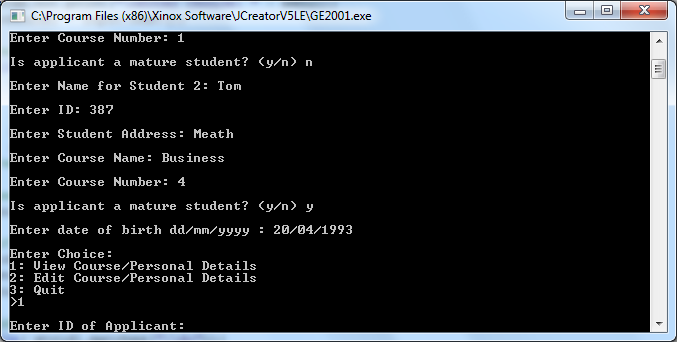 C:\Program Files (x86)\Xinox Software\JCreatorV5LE\GE2001.exe
Enter Course Number: 1
Is applicant a mature student? (y/n) n
Enter Name for Student 2: Tom
Enter ID: 387
Enter Student Address: Meath
Enter Course Name: Business
Enter Course Number: 4
Is applicant a mature student? (y/n) y
Enter date of birth dd/mm/yyyy : 20/04/1993
Enter Choice:
1: View Course/Personal Details
2: Edit Course/Personal Details
3: Quit
>1
Enter ID of Applicant: